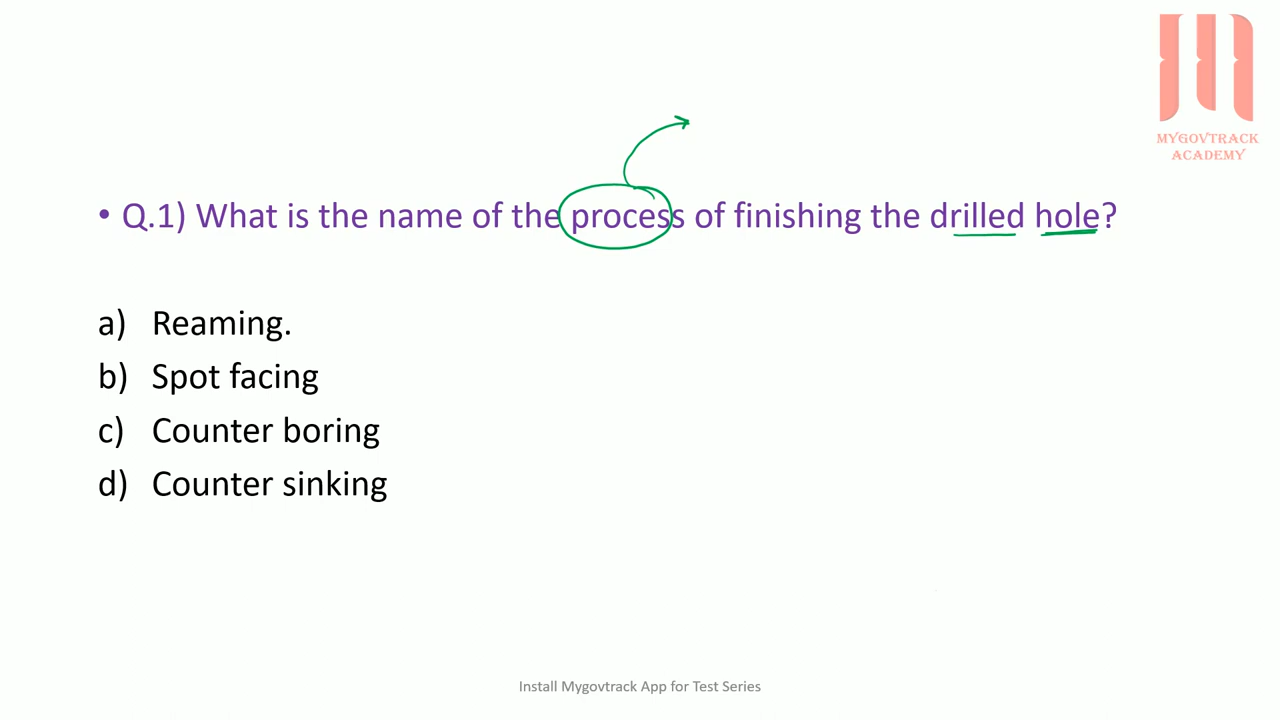 MYGOVTRACK
ACADEMY
• Q.1) What is the name of the process of finishing the drilled hole?
a) Reaming.
b) Spot facing
c) Counter boring
d) Counter sinking
Install Mygovtrack App for Test Series